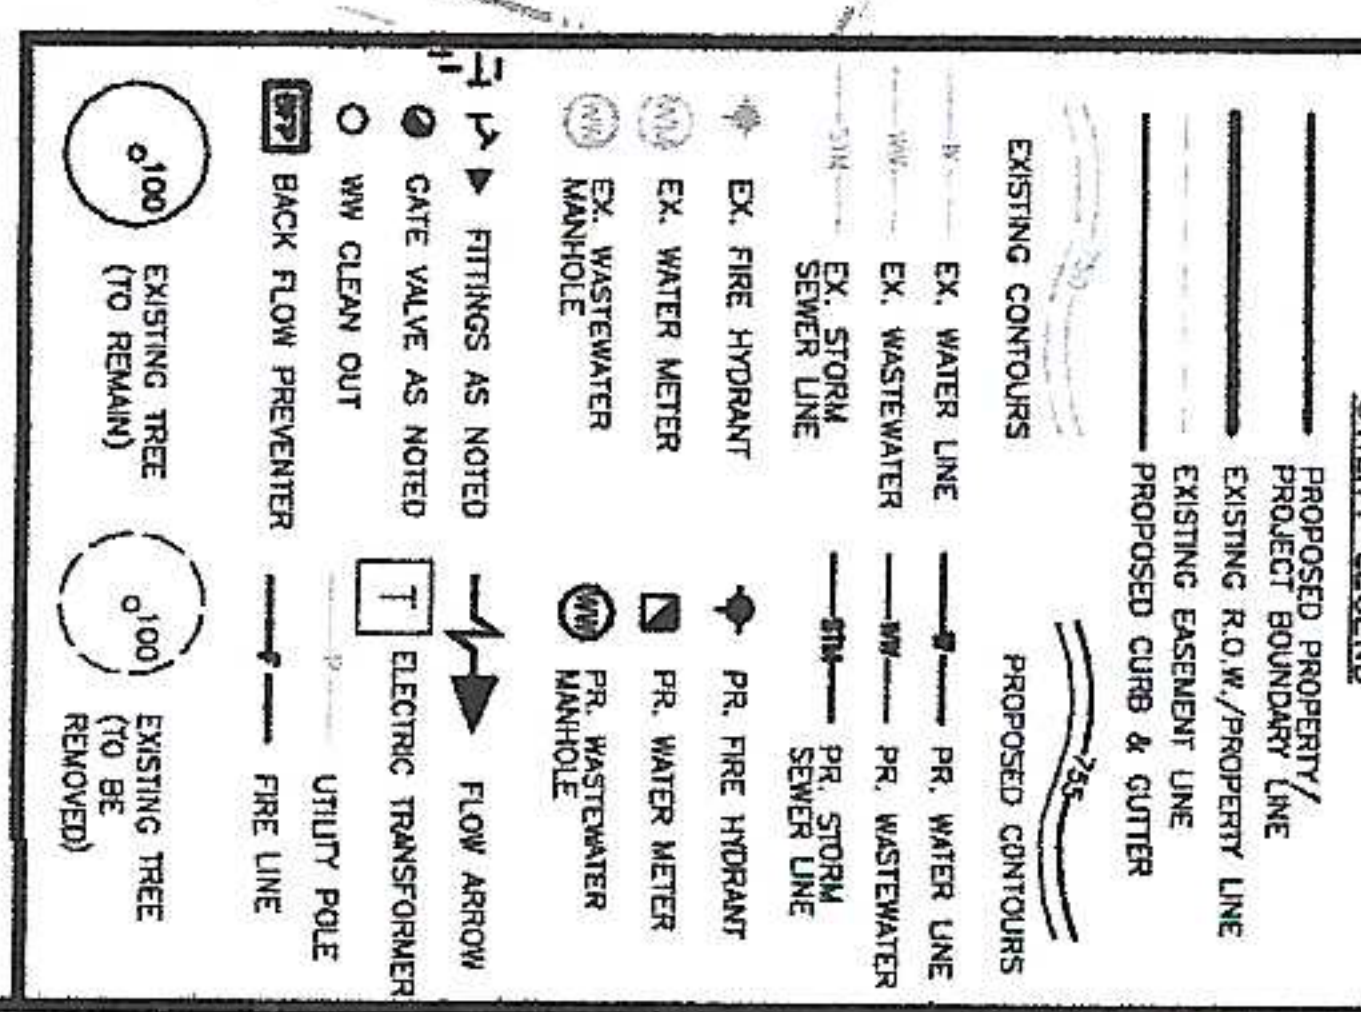 PROPOSED PROPERTY/
PROJECT BOUNDARY LINE
EXISTING R.O.W./PROPERTY LINE
EXISTING EASEMENT LINE
PROPOSED CURB & GUTTER
755
EXISTING CONTOURS
PROPOSED CONTOURS
W
EX. WATER LINE
W
PR. WATER LINE
WW
EX. WASTEWATER
WW
PR. WASTEWATER
STM
EX. STORM
SEWER LINE
STM
PR. STORM
SEWER LINE
EX. FIRE HYDRANT
PR. FIRE HYDRANT
WM
EX. WATER METER
PR. WATER METER
WW
EX. WASTEWATER
MANHOLE
WW
PR. WASTEWATER
MANHOLE
FITTINGS AS NOTED
FLOW ARROW
GATE VALVE AS NOTED
T
ELECTRIC TRANSFORMER
WW CLEAN OUT
P
UTILITY POLE
BFP
BACK FLOW PREVENTER
F
FIRE LINE
100
EXISTING TREE
(TO REMAIN)
100
EXISTING TREE
(TO BE
REMOVED)